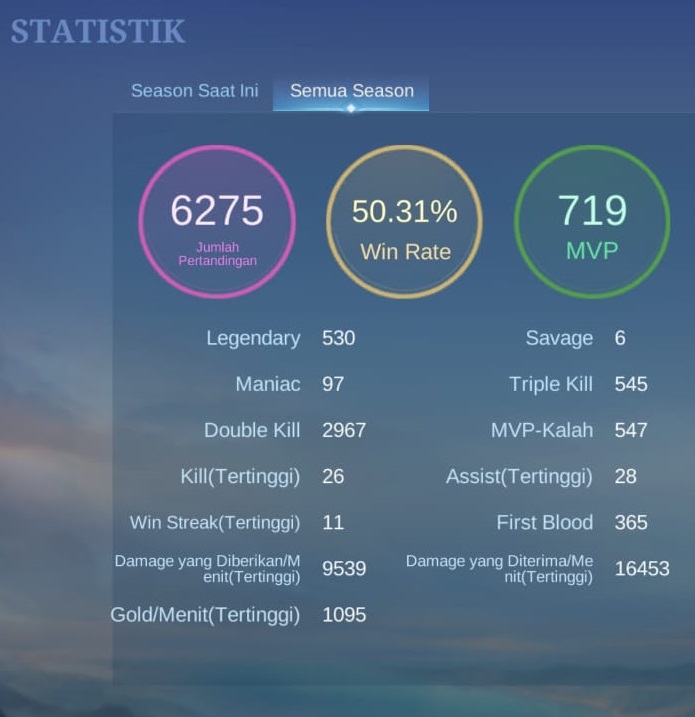 STATISTIK
Season Saat Ini
Semua Season
6275
Jumlah
Pertandingan
50.31%
Win Rate
719
MVP
Legendary 530
Savage 6
Maniac 97
Triple Kill 545
Double Kill 2967
MVP-Kalah 547
Kill(Tertinggi) 26
Assist(Tertinggi) 28
Win Streak(Tertinggi) 11
First Blood 365
Damage yang Diberikan/M
enit(Tertinggi) 9539
Damage yang Diterima/Me
nit(Tertinggi) 16453
Gold/Menit(Tertinggi) 1095